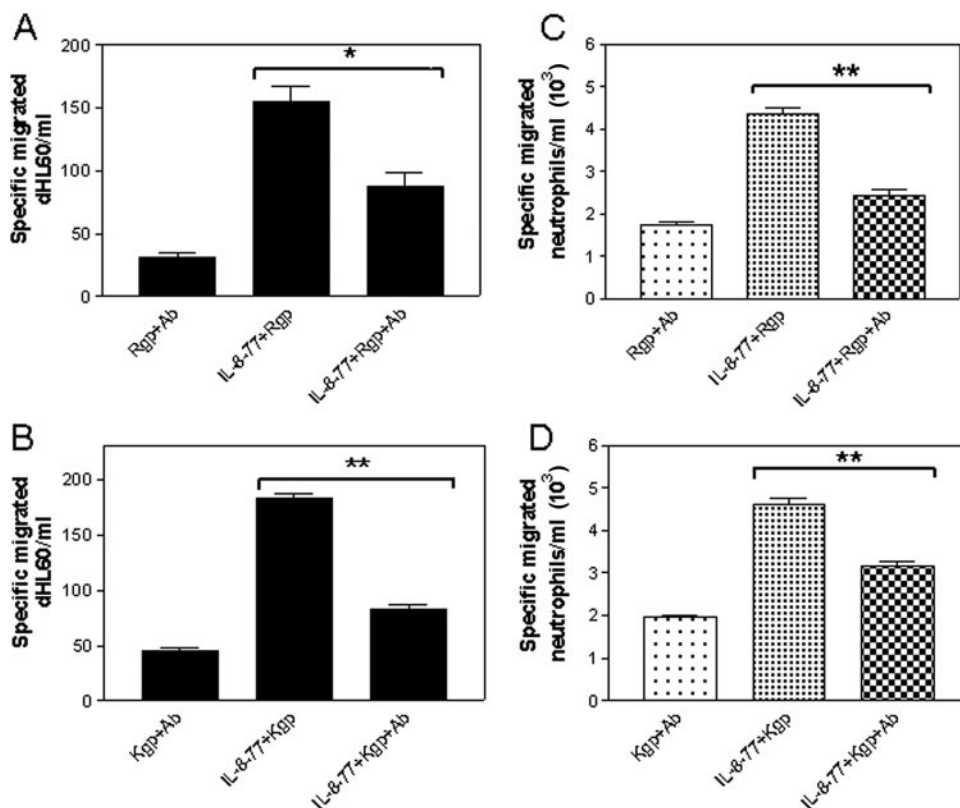 A
Specific migrated
dHL60/ml
200
150
100
50
0
*
Rgp+Ab
IL-8-77+Rgp
IL-8-77+Rgp+Ab
C
Specific migrated
neutrophils/ml (10³)
6
5
4
3
2
1
0
**
Rgp+Ab
IL-8-77+Rgp
IL-8-77+Rgp+Ab
B
Specific migrated
dHL60/ml
200
150
100
50
0
**
Kgp+Ab
IL-8-77+Kgp
IL-8-77+Kgp+Ab
D
Specific migrated
neutrophils/ml (10³)
6
5
4
3
2
1
0
**
Kgp+Ab
IL-8-77+Kgp
IL-8-77+Kgp+Ab